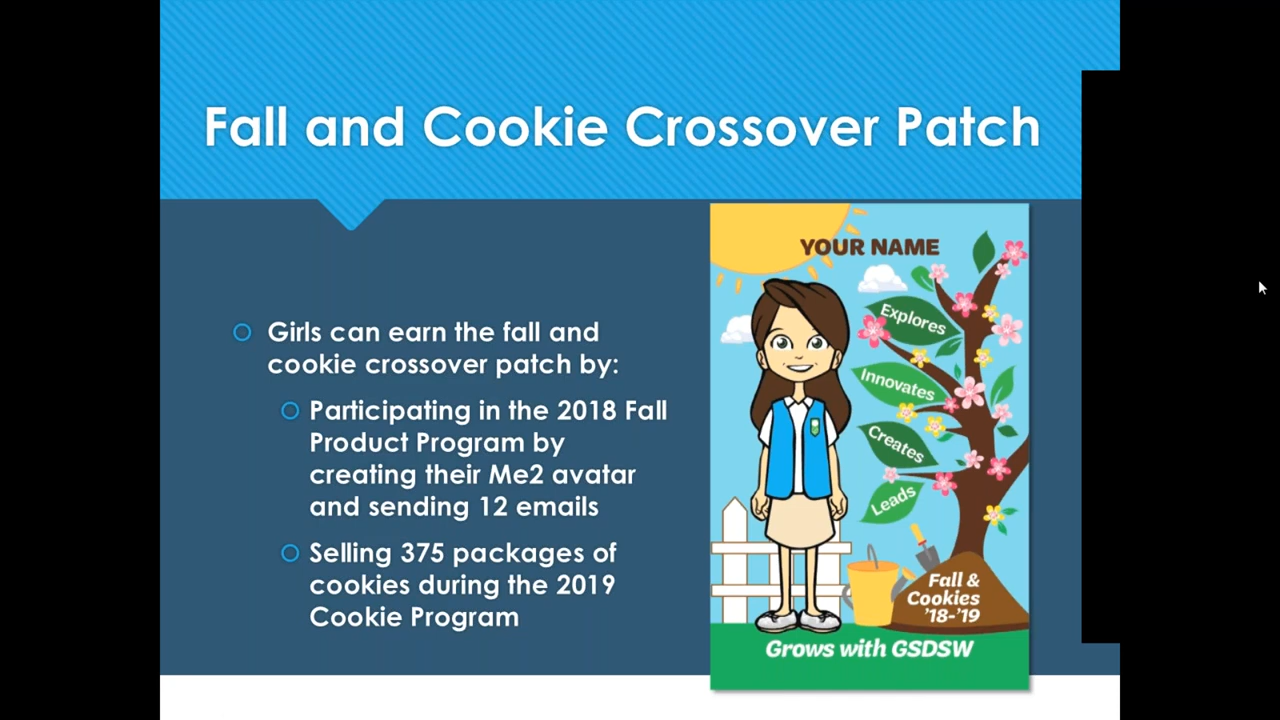 Fall and Cookie Crossover Patch
Girls can earn the fall and
cookie crossover patch by:
Participating in the 2018 Fall
Product Program by
creating their Me2 avatar
and sending 12 emails
Selling 375 packages of
cookies during the 2019
Cookie Program
YOUR NAME
Explores
Innovates
Creates
Leads
Fall &
Cookies
'18-'19
Grows with GSDSW